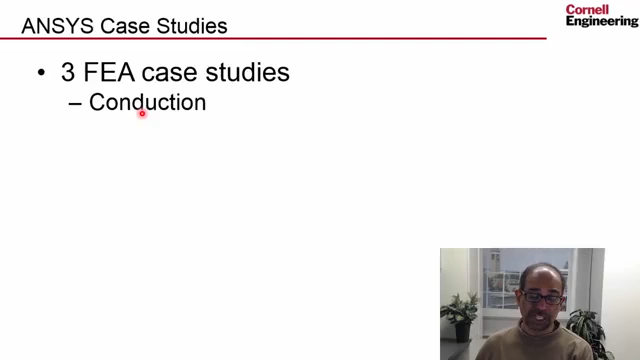 ANSYS Case Studies
Cornell
Engineering
• 3 FEA case studies
– Conduction